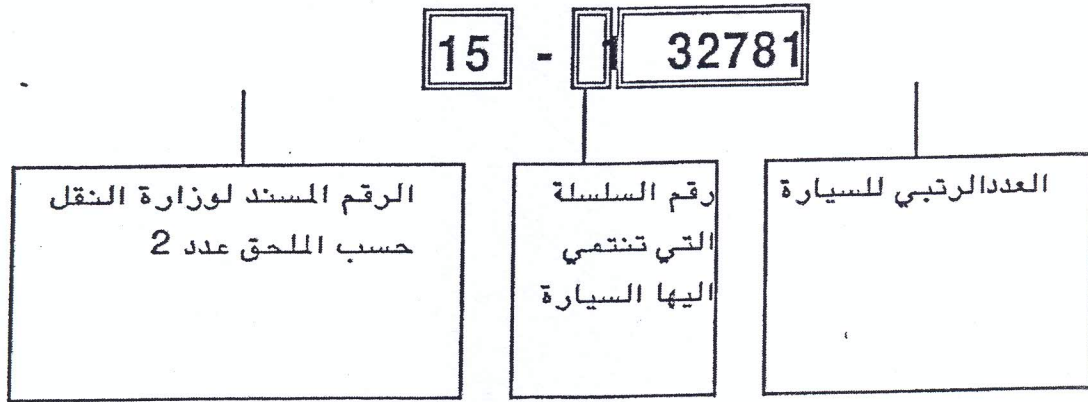 15 - 1 32781
العددالرتبي للسيارة
رقم السلسلة
التي تنتمي
اليها السيارة
الرقم المسند لوزارة النقل
حسب الملحق عدد 2